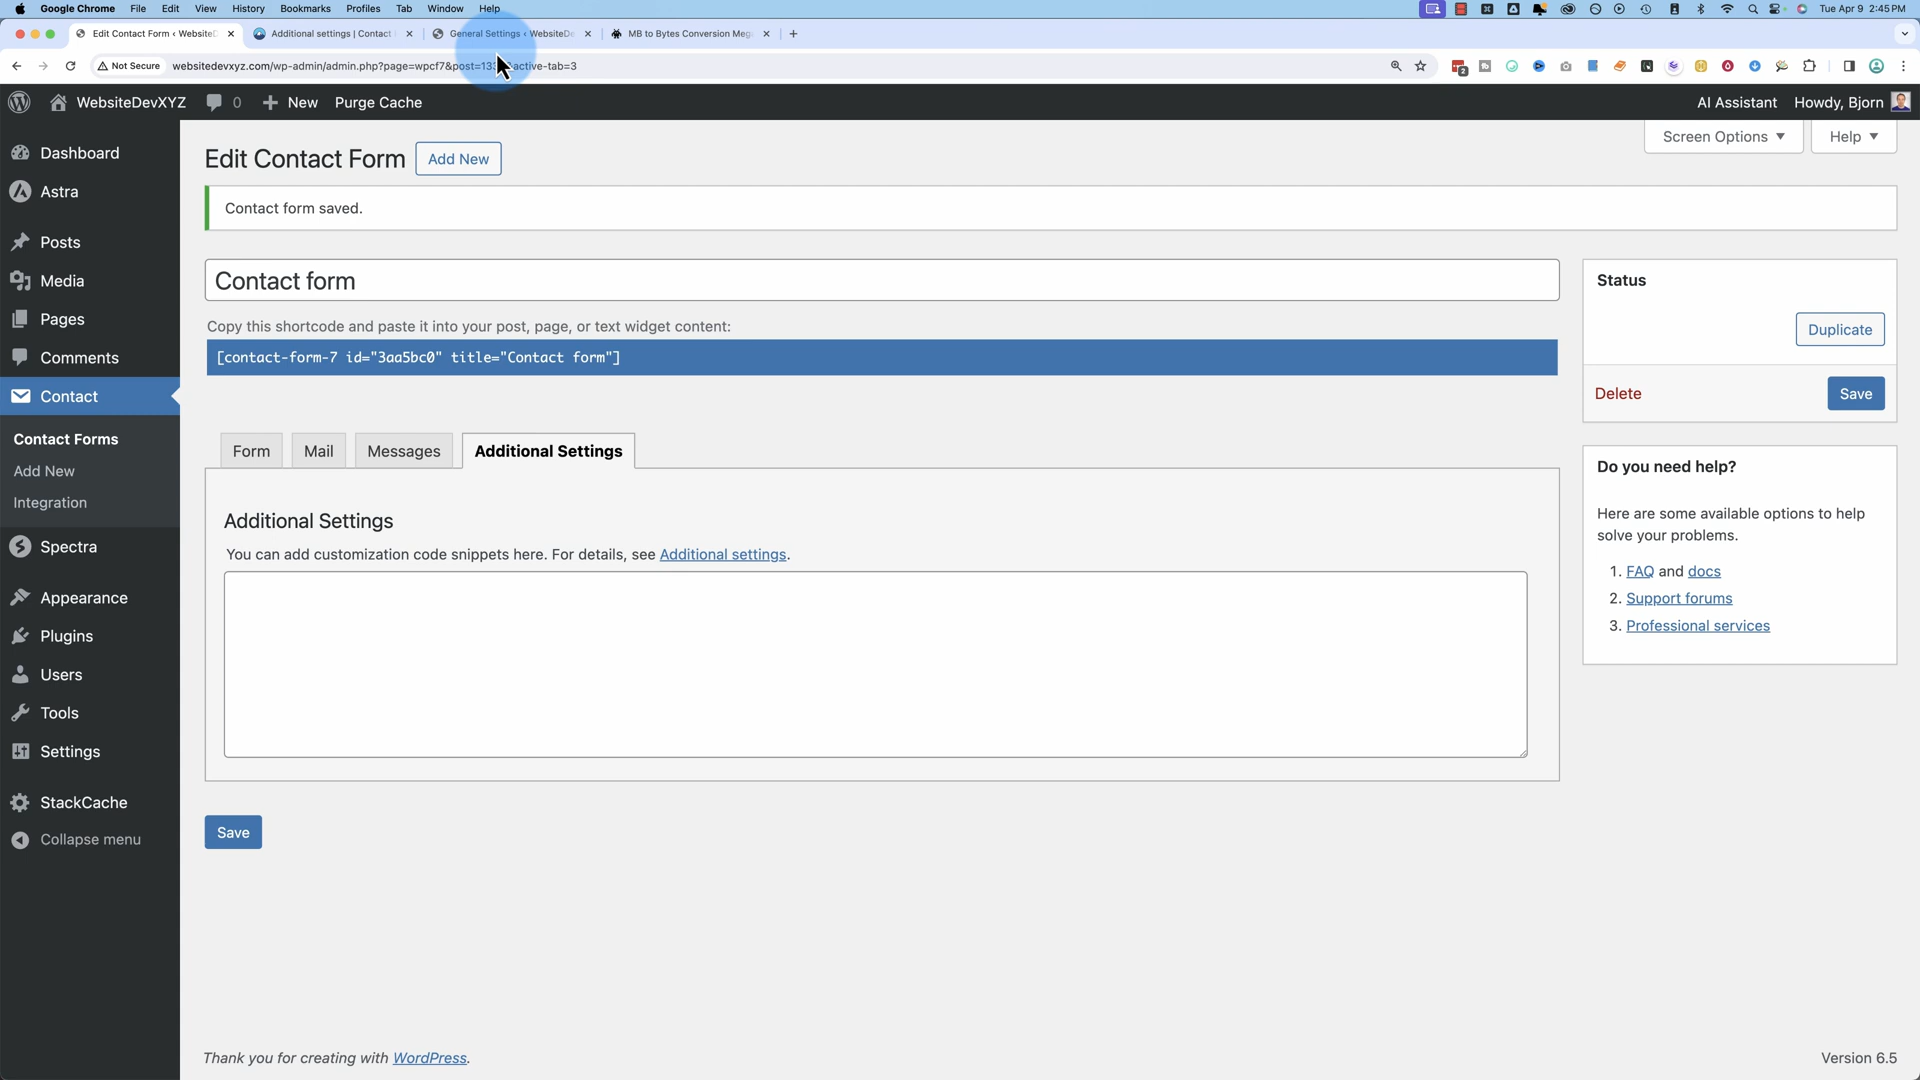 Google Chrome File Edit View History Bookmarks Profiles Tab Window Help
Tue Apr 9 2:45 PM
Edit Contact Form ‹ WebsiteD
Additional settings | Contact
General Settings ‹ WebsiteDe
MB to Bytes Conversion Meg
Not Secure
websitedevxyz.com/wp-admin/admin.php?page=wpcf7&post=13 active-tab=3
2
WebsiteDevXYZ 0 New Purge Cache
AI Assistant Howdy, Bjorn
Dashboard
Astra
Posts
Media
Pages
Comments
Contact
Contact Forms
Add New
Integration
Spectra
Appearance
Plugins
Users
Tools
Settings
StackCache
Collapse menu
Screen Options Help
Edit Contact Form Add New
Contact form saved.
Contact form
Copy this shortcode and paste it into your post, page, or text widget content:
[contact-form-7 id="3aa5bc0" title="Contact form"]
Form Mail Messages Additional Settings
Additional Settings
You can add customization code snippets here. For details, see Additional settings.
Save
Status
Duplicate
Delete Save
Do you need help?
Here are some available options to help
solve your problems.
1. FAQ and docs
2. Support forums
3. Professional services
Thank you for creating with WordPress.
Version 6.5